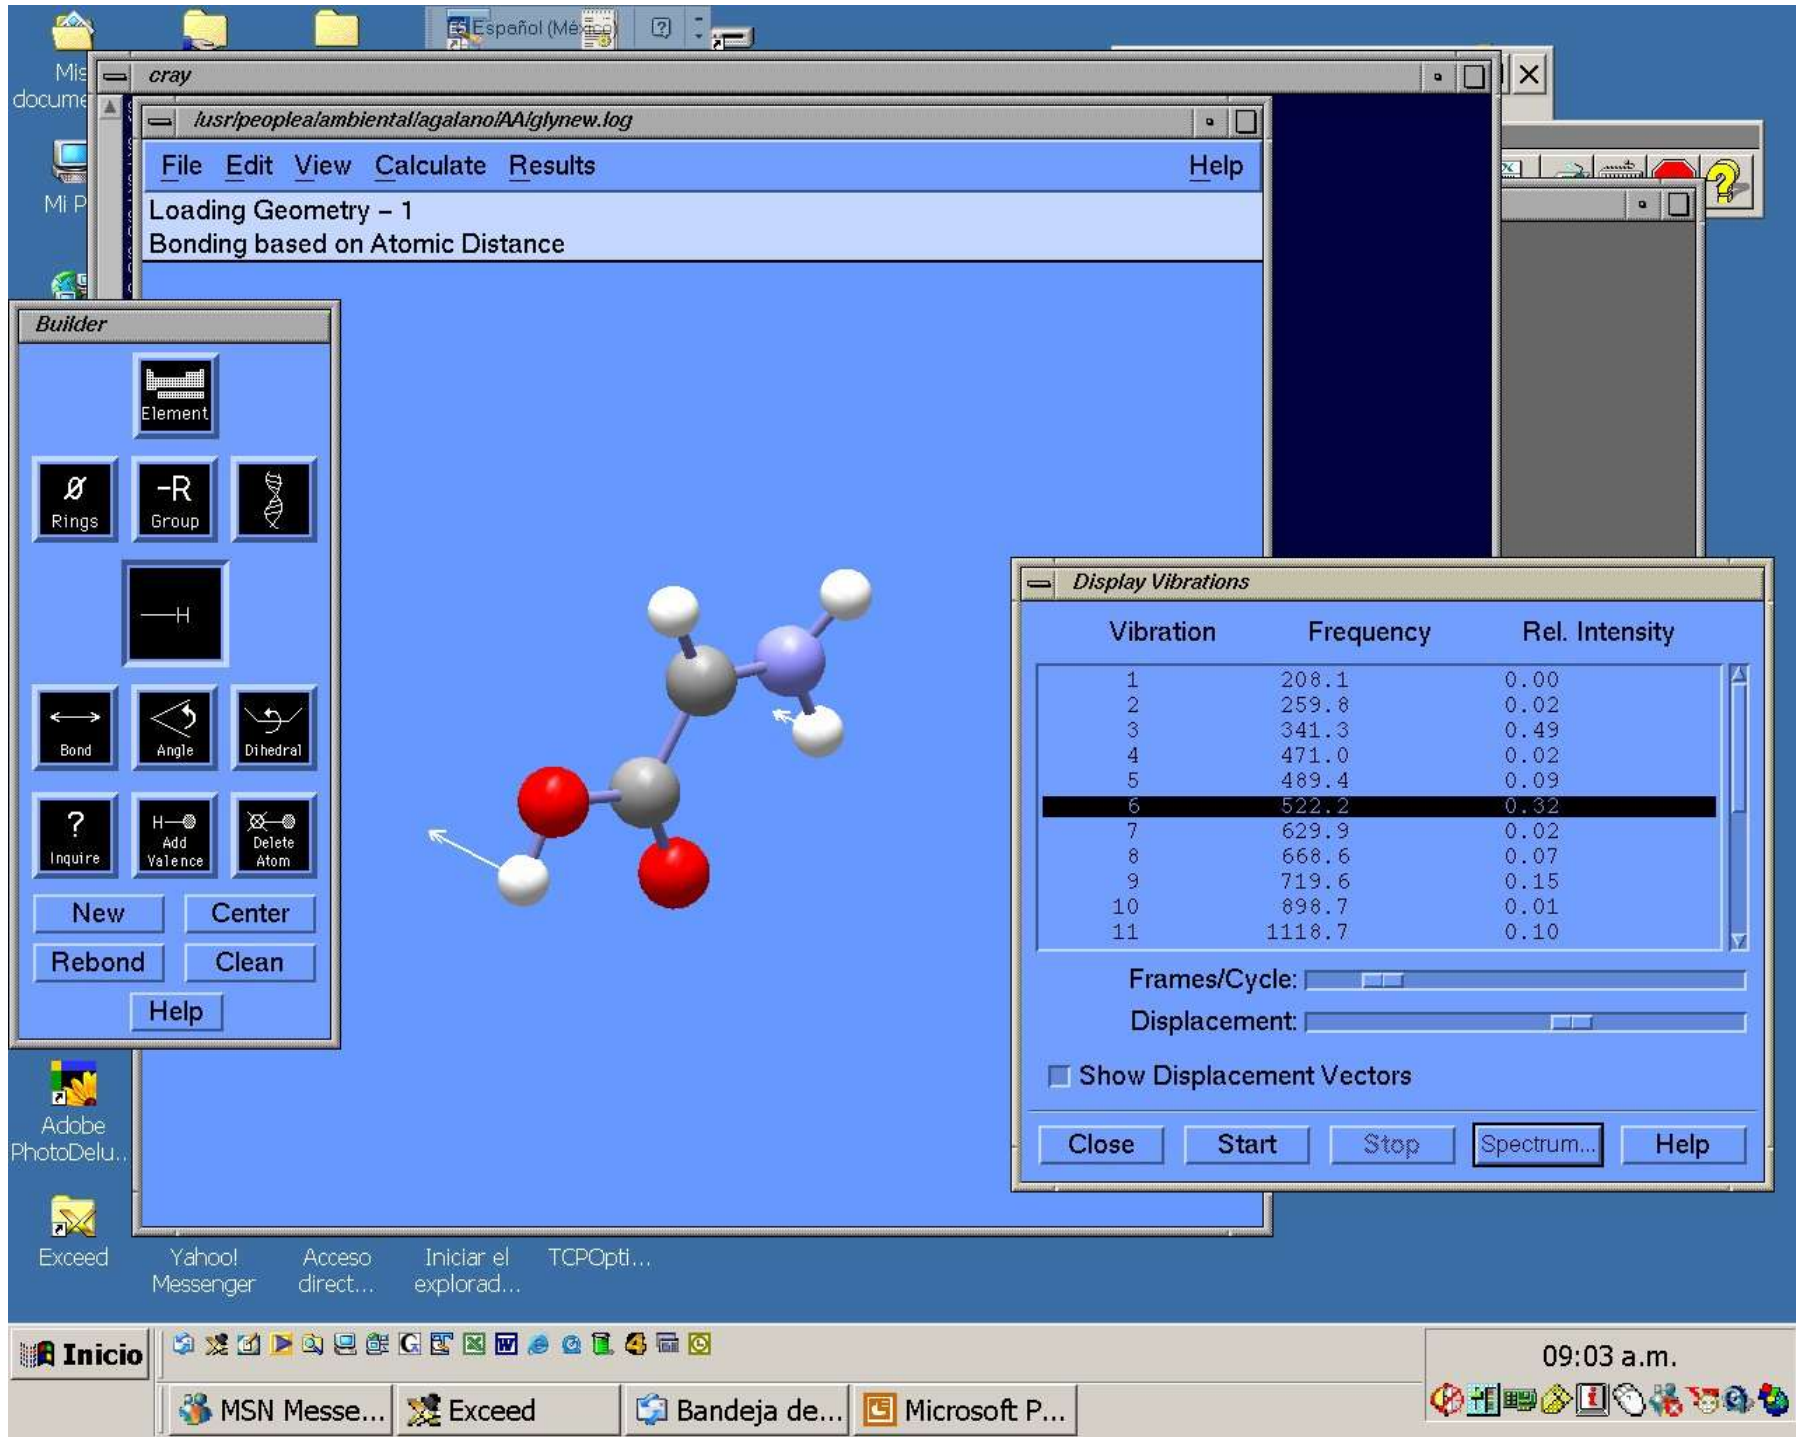 Español (México)
Mis
docume
cray
/usr/peoplea/ambiental/agalano/AA/glynew.log
File Edit View Calculate Results Help
Mi P
Loading Geometry – 1
Bonding based on Atomic Distance
Builder
Element
Ø
Rings
-R
Group
—H
Bond
Angle
Dihedral
?
Inquire
H
Add
Valence
Delete
Atom
New
Center
Rebond
Clean
Help
Display Vibrations
Vibration Frequency Rel. Intensity
1 208.1 0.00
2 259.8 0.02
3 341.3 0.49
4 471.0 0.02
5 489.4 0.09
6 522.2 0.32
7 629.9 0.02
8 668.6 0.07
9 719.6 0.15
10 898.7 0.01
11 1118.7 0.10
Frames/Cycle:
Displacement:
Show Displacement Vectors
Close Start Stop Spectrum... Help
Adobe
PhotoDelu...
Exceed
Yahoo!
Messenger
Acceso
direct...
Iniciar el
explorad...
TCPOpti...
Inicio
09:03 a.m.
MSN Messe...
Exceed
Bandeja de...
Microsoft P...